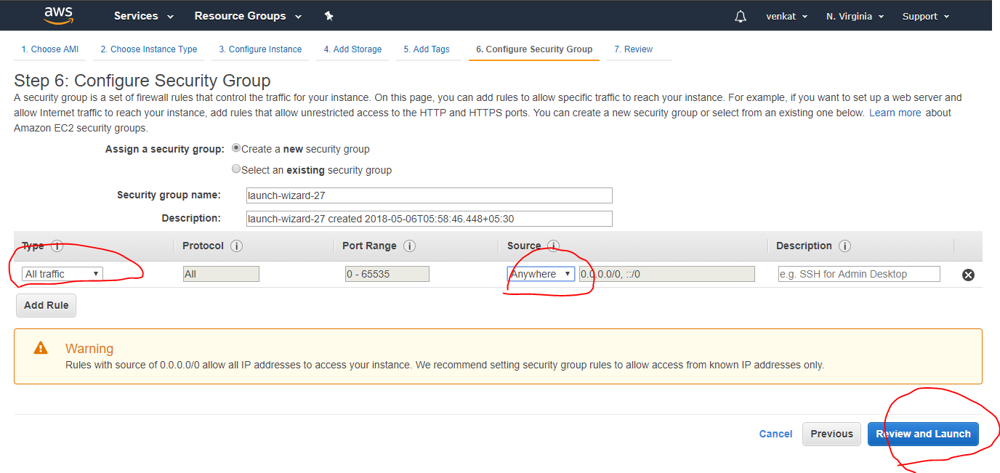 aws Services Resource Groups venkat N. Virginia Support
1. Choose AMI 2. Choose Instance Type 3. Configure Instance 4. Add Storage 5. Add Tags 6. Configure Security Group 7. Review
Step 6: Configure Security Group
A security group is a set of firewall rules that control the traffic for your instance. On this page, you can add rules to allow specific traffic to reach your instance. For example, if you want to set up a web server and
allow Internet traffic to reach your instance, add rules that allow unrestricted access to the HTTP and HTTPS ports. You can create a new security group or select from an existing one below. Learn more about
Amazon EC2 security groups.
Assign a security group: Create a new security group
Select an existing security group
Security group name: launch-wizard-27
Description: launch-wizard-27 created 2018-05-06T05:58:46.448+05:30
Type i Protocol i Port Range i Source i Description i
All traffic All 0 - 65535 Anywhere 0.0.0.0/0, ::/0 e.g. SSH for Admin Desktop
Add Rule
Warning
Rules with source of 0.0.0.0/0 allow all IP addresses to access your instance. We recommend setting security group rules to allow access from known IP addresses only.
Cancel Previous Review and Launch